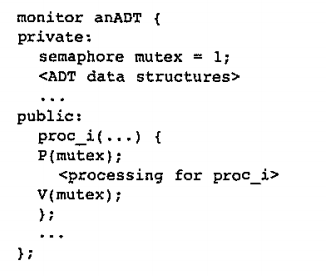 monitor anADT {
private:
semaphore mutex = 1;
<ADT data structures>
...
public:
proc_i(...) {
P(mutex);
<processing for proc_i>
V(mutex);
};
...
};